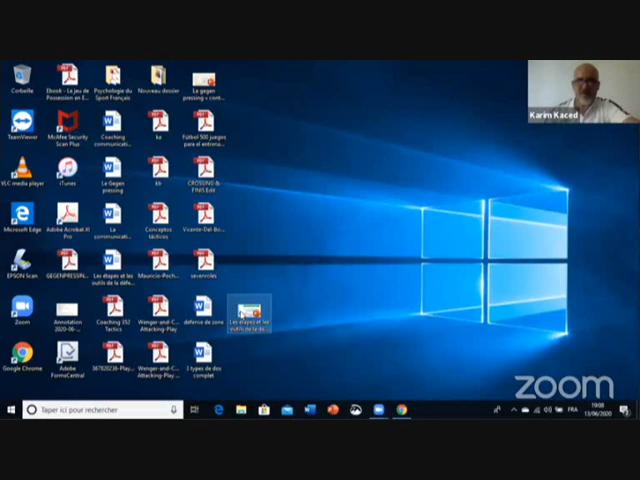 Corbeille
Ebook - Le jeu de
Possession en E...
Psychologie du
Sport Français
Nouveau dossier
Le gegen
pressing « cont...
Karim Kaced
TeamViewer
McAfee Security
Scan Plus
Coaching
communicati...
ka
Fútbol 500 juegos
para el entrena...
VLC media player
iTunes
Le Gegen
pressing
kb
CROSSING &
FINIS Edit
Microsoft Edge
Adobe Acrobat XI
Pro
La
communicati...
Conceptos
tácticos
Vicente-Del-Bo...
EPSON Scan
GEGENPRESSIN...
Les étapes et les
outils de la défe...
Mauricio-Poch...
sevenroles
Zoom
Annotation
2020-06-...
Coaching 352
Tactics
Wenger-and-C...
Attacking-Play
défense de zone
Les étapes et les
outils de la dé...
Google Chrome
Adobe
FormsCentral
367820236-Play...
Wenger-and-C...
Attacking-Play ...
3 types de doc
complet
zoom
Taper ici pour rechercher
FRA
19:08
13/06/2020